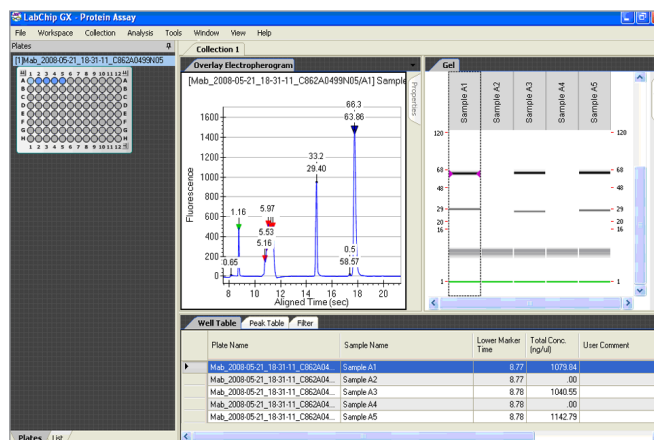 LabChip GX - Protein Assay
File Workspace Collection Analysis Tools Window View Help
Plates
Collection 1
[1]Mab_2008-05-21_18-31-11_C862A0499N05
1 2 3 4 5 6 7 8 9 10 11 12
A A
B B
C C
D D
E E
F F
G G
H H
1 2 3 4 5 6 7 8 9 10 11 12
Overlay Electropherogram
[Mab_2008-05-21_18-31-11_C862A0499N05/A1] Sample
Properties
Fluorescence
1600
1400
1200
1000
800
600
400
200
0
66.3
63.86
33.2
29.40
1.16
5.97
5.53
5.16
0.65
0.5
58.57
8 10 12 14 16 18 20
Aligned Time (sec)
Gel
Sample A1
Sample A2
Sample A3
Sample A4
Sample A5
120 120
68 68
48 48
29 29
20 20
16 16
1 1
Well Table Peak Table Filter
Plate Name Sample Name Lower Marker Time Total Conc. (ng/ul) User Comment
Mab_2008-05-21_18-31-11_C862A04... Sample A1 8.77 1079.84
Mab_2008-05-21_18-31-11_C862A04... Sample A2 8.77 .00
Mab_2008-05-21_18-31-11_C862A04... Sample A3 8.78 1040.55
Mab_2008-05-21_18-31-11_C862A04... Sample A4 8.78 .00
Mab_2008-05-21_18-31-11_C862A04... Sample A5 8.78 1142.79
Plates List